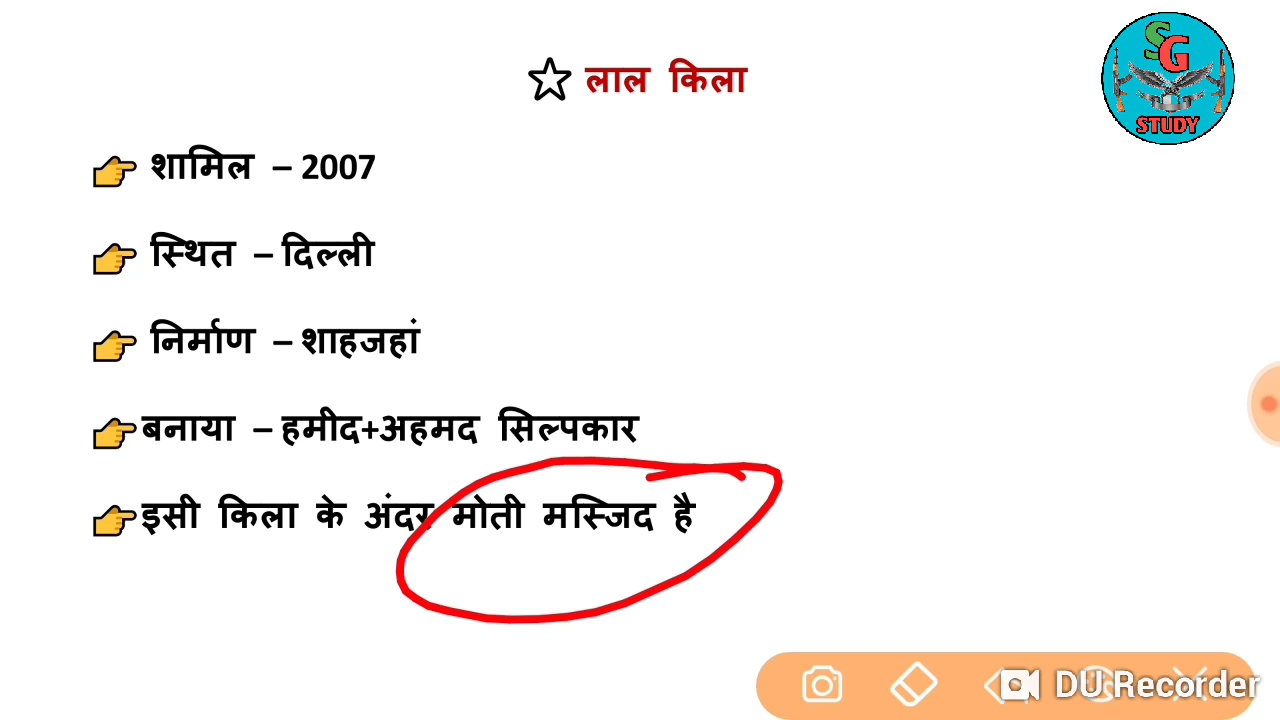 SG
STUDY
लाल किला
शामिल – 2007
स्थित – दिल्ली
निर्माण – शाहजहां
बनाया – हमीद+अहमद सिल्पकार
इसी किला के अंदर मोती मस्जिद है
DU Recorder